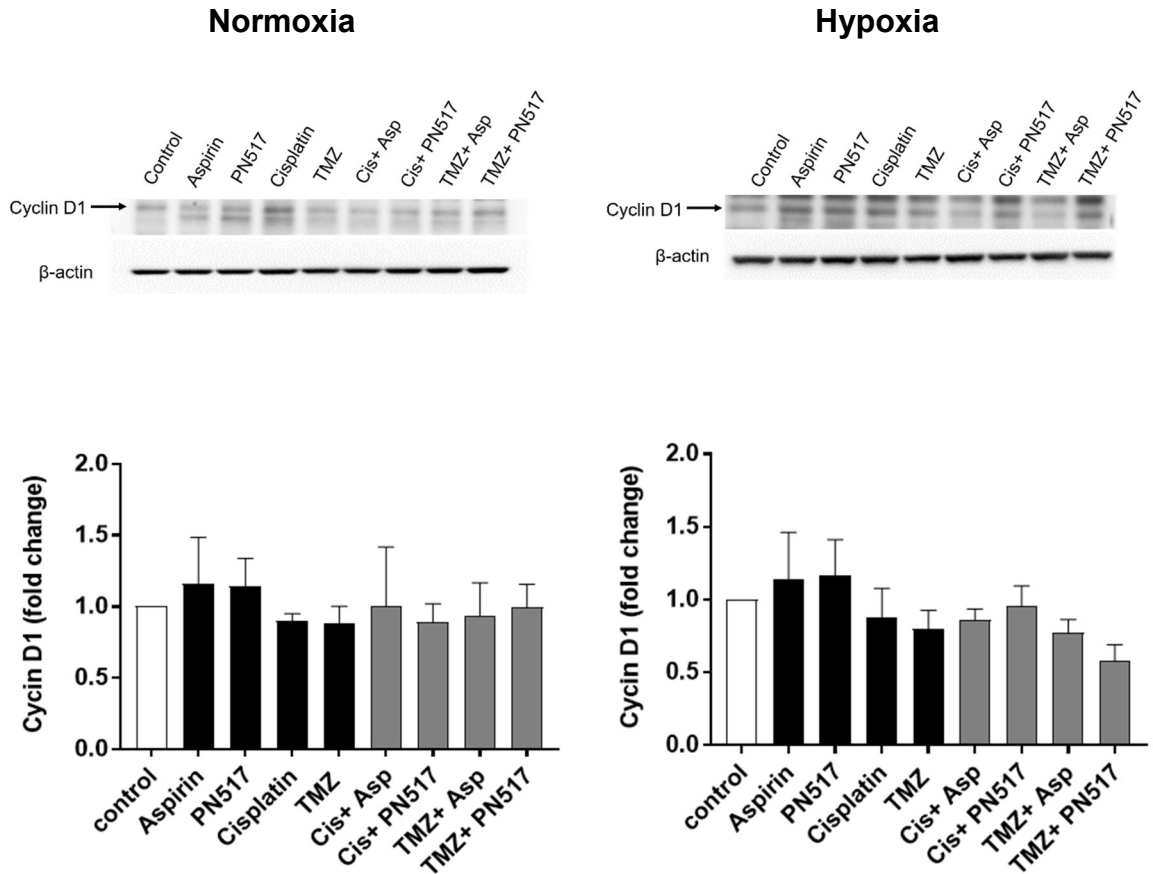 Normoxia
Control
Aspirin
PN517
Cisplatin
TMZ
Cis+ Asp
Cis+ PN517
TMZ+ Asp
TMZ+ PN517
Cyclin D1
β-actin
Cycin D1 (fold change)
2.0
1.5
1.0
0.5
0.0
control
Aspirin
PN517
Cisplatin
TMZ
Cis+ Asp
Cis+ PN517
TMZ+ Asp
TMZ+ PN517
Hypoxia
Control
Aspirin
PN517
Cisplatin
TMZ
Cis+ Asp
Cis+ PN517
TMZ+ Asp
TMZ+ PN517
Cyclin D1
β-actin
Cyclin D1 (fold change)
2.0
1.5
1.0
0.5
0.0
control
Aspirin
PN517
Cisplatin
TMZ
Cis+ Asp
Cis+ PN517
TMZ+ Asp
TMZ+ PN517